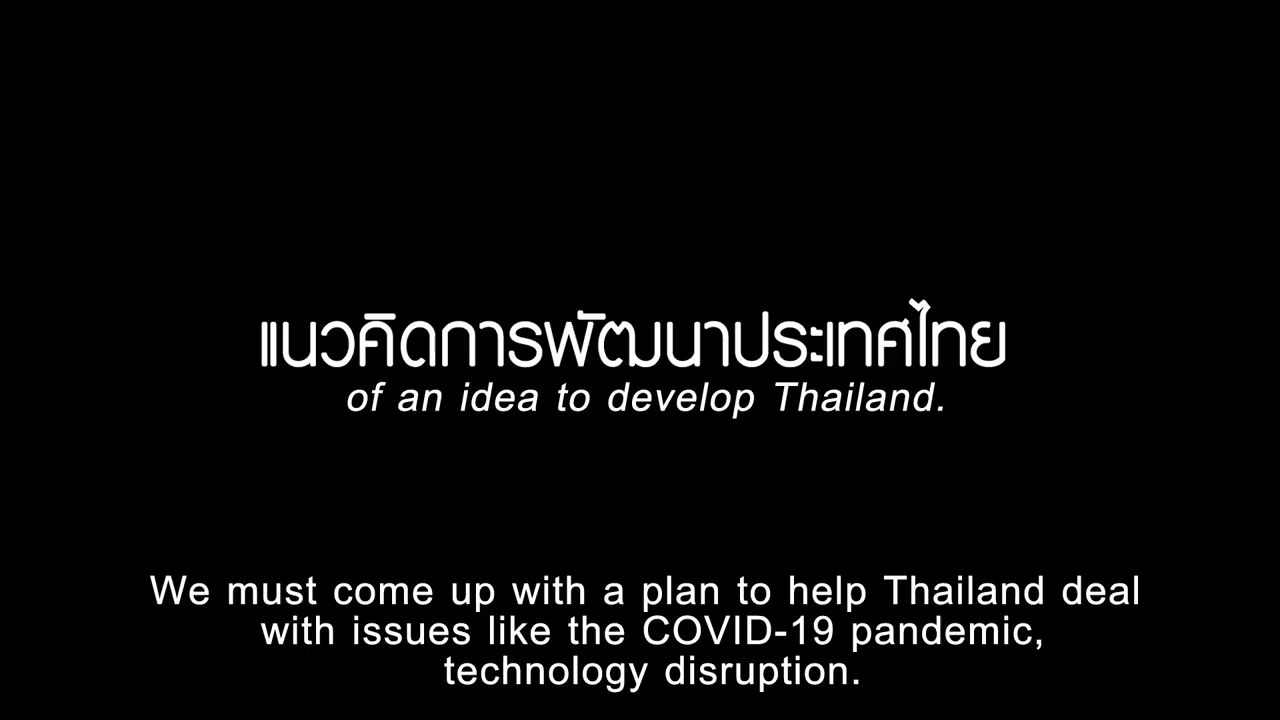 แนวคิดการพัฒนาประเทศไทย
of an idea to develop Thailand.
We must come up with a plan to help Thailand deal
with issues like the COVID-19 pandemic,
technology disruption.